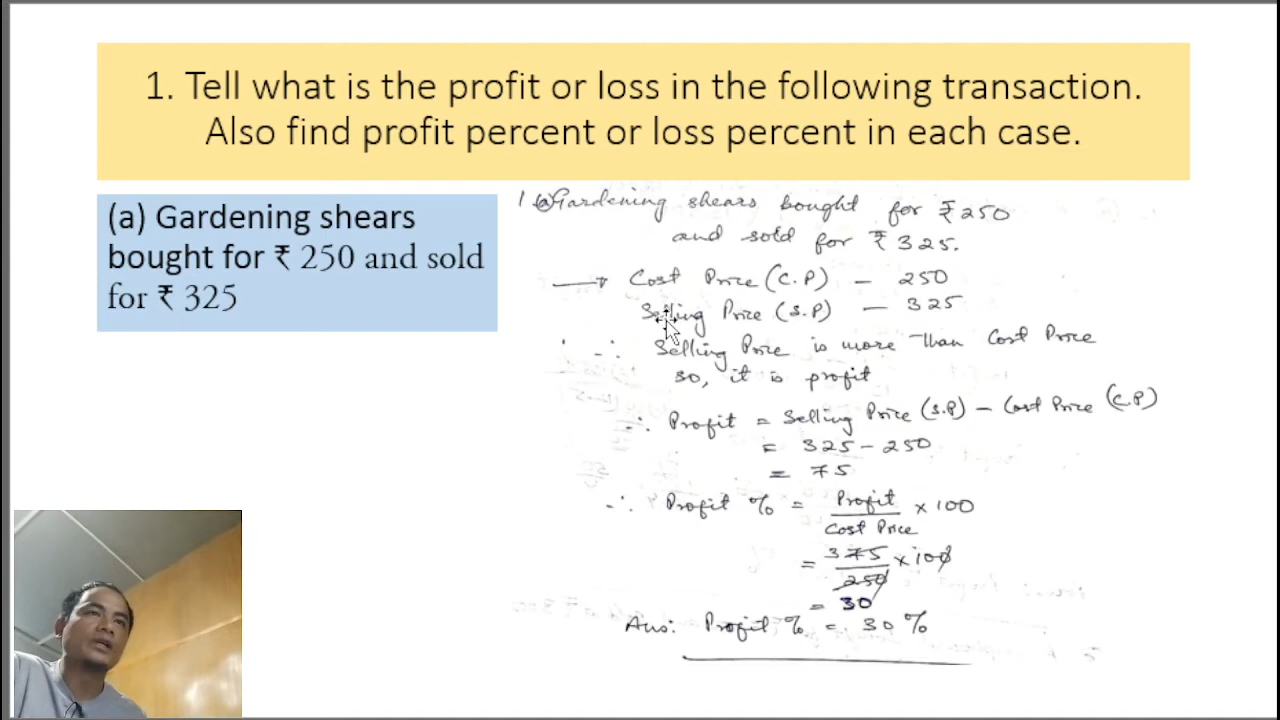 1. Tell what is the profit or loss in the following transaction.
Also find profit percent or loss percent in each case.
(a) Gardening shears
bought for ₹ 250 and sold
for ₹ 325
1 (a) Gardening shears bought for ₹250
and sold for ₹325.
→ Cost Price (C.P) – 250
Selling Price (S.P) – 325
∴ Selling Price is more than Cost Price
so, it is profit
∴ Profit = Selling Price (S.P) – Cost Price (C.P)
= 325 – 250
= 75
∴ Profit % = Profit/Cost Price × 100
= 3 75/250 × 100
= 30
Ans: Profit % = 30 %